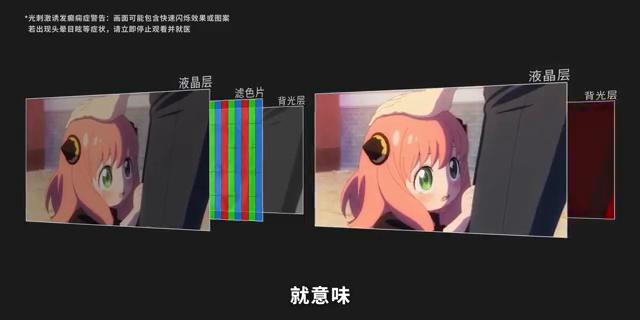 *光刺激诱发癫痫症警告：画面可能包含快速闪烁效果或图案
若出现头晕目眩等症状，请立即停止观看并就医
液晶层
滤色片
背光层
液晶层
背光层
就意味